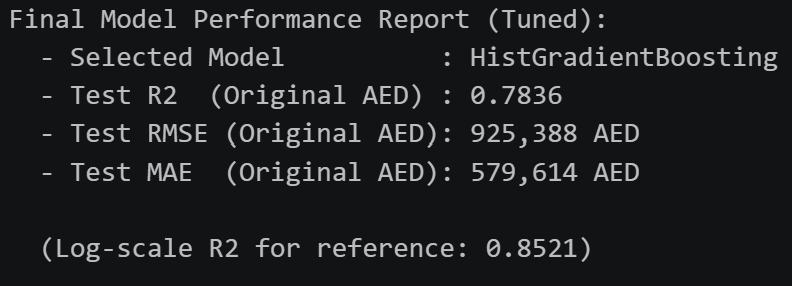 Final Model Performance Report (Tuned):
- Selected Model : HistGradientBoosting
- Test R2 (Original AED) : 0.7836
- Test RMSE (Original AED): 925,388 AED
- Test MAE (Original AED): 579,614 AED
(Log-scale R2 for reference: 0.8521)